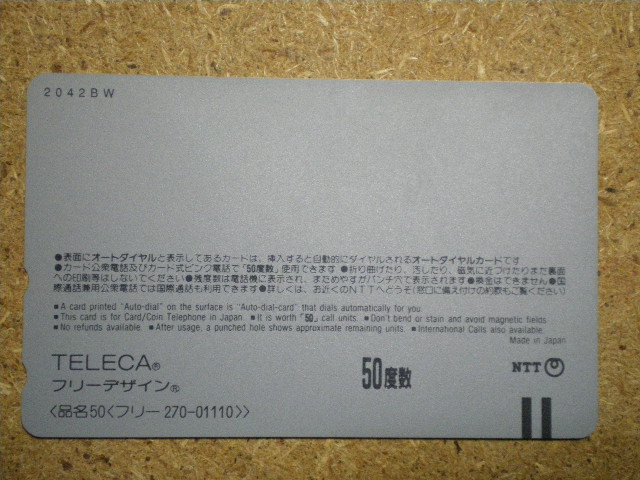 2042BW
●表面にオートダイヤルと表示してあるカードは、挿入すると自動的にダイヤルされるオートダイヤルカードです
●カード公衆電話及びカード式ピンク電話で「50度数」使用できます ●折り曲げたり、汚したり、磁気に近づけたりまた裏面
への印刷等はしないでください ●残度数は電話機に表示され、まためやすがパンチ穴で表示されます ●換金はできません ●国
際通話兼用公衆電話では国際通話も利用できます ●詳しくは、お近くのNTTへどうぞ(窓口に備え付けの約款もご覧ください)
■ A card printed "Auto-dial" on the surface is "Auto-dial-card" that dials automatically for you.
■ This card is for Card/Coin Telephone in Japan. ■ It is worth「50」call units. ■ Don't bend or stain and avoid magnetic fields.
■ No refunds available. ■ After usage, a punched hole shows approximate remaining units. ■ International Calls also available.
Made in Japan
TELECA®
フリーデザイン®
50度数
NTT
〈品名50〈フリー270-01110〉〉